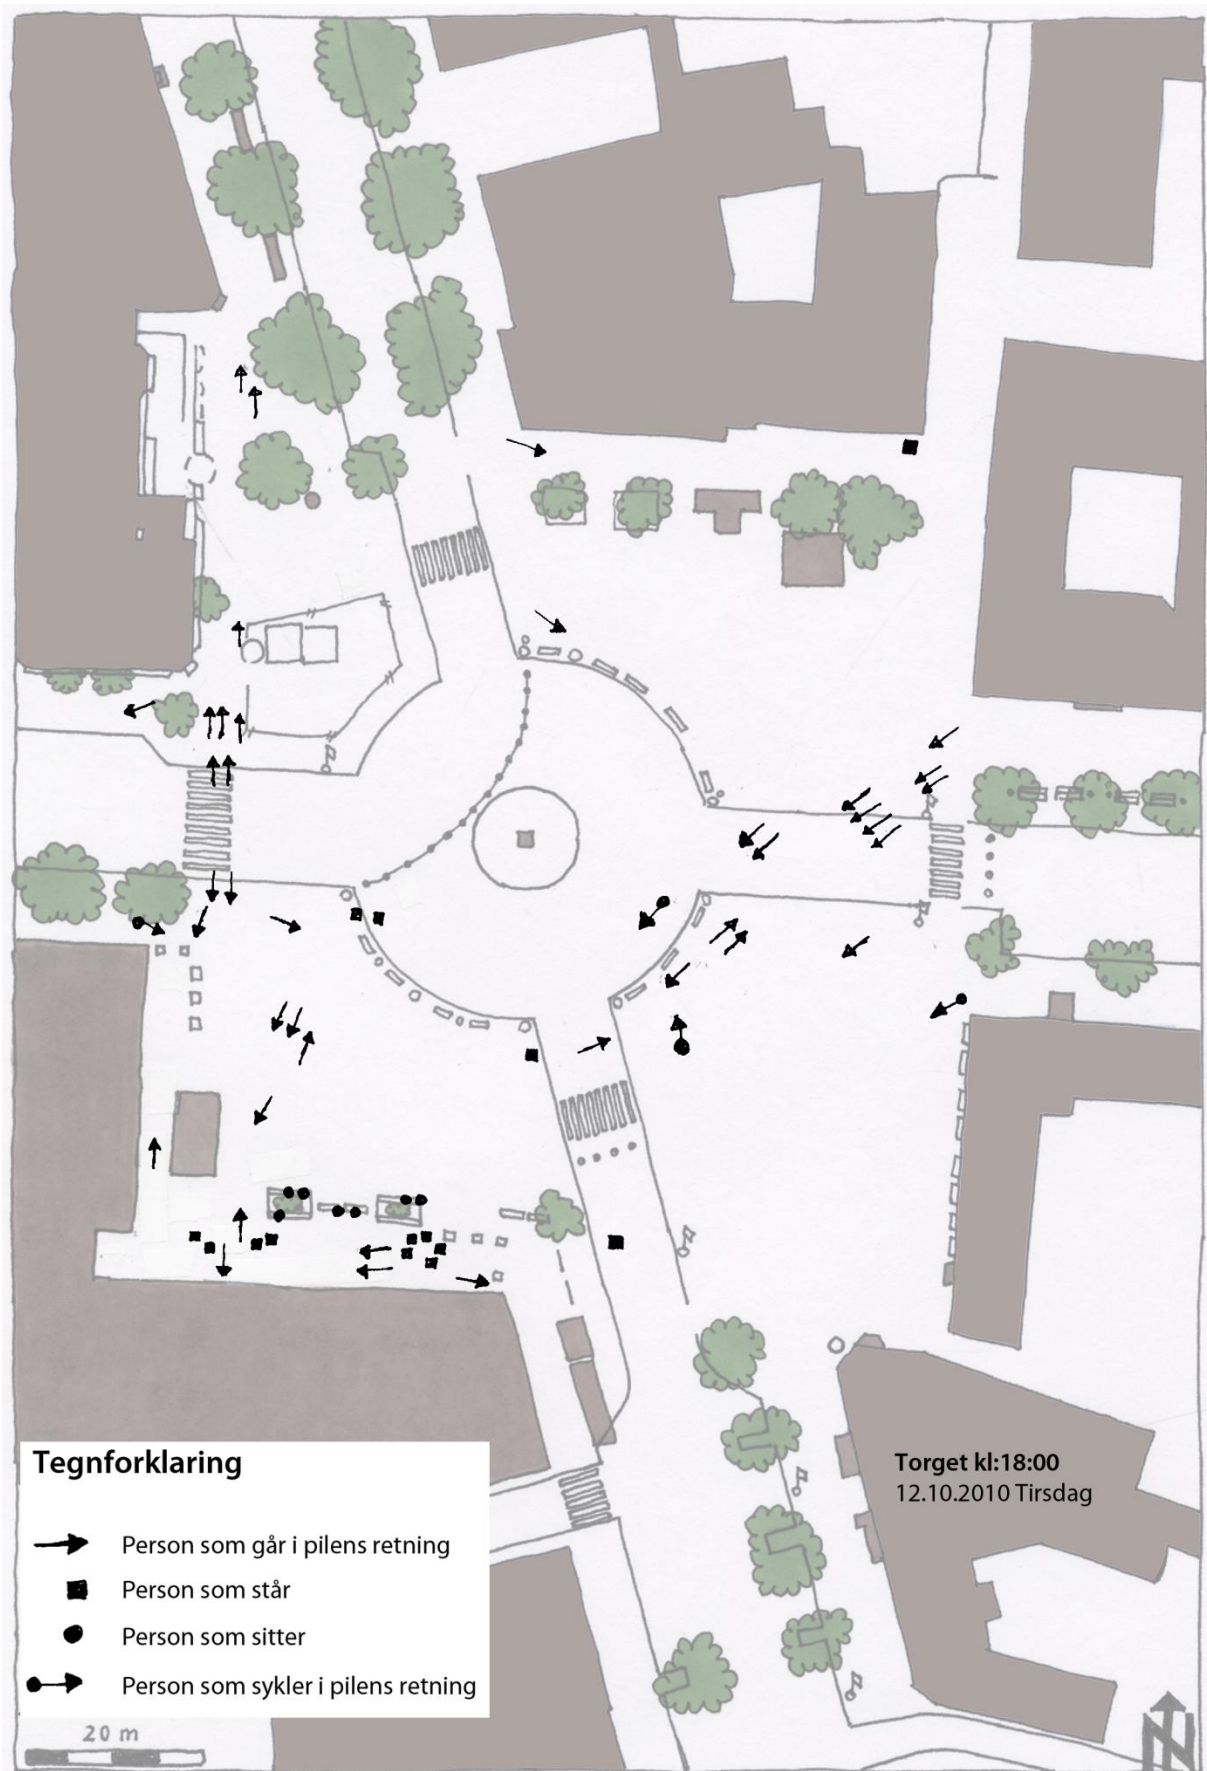 Tegnforklaring
Person som går i pilens retning
Person som står
Person som sitter
Person som sykler i pilens retning
20 m
Torget kl:18:00
12.10.2010 Tirsdag
N